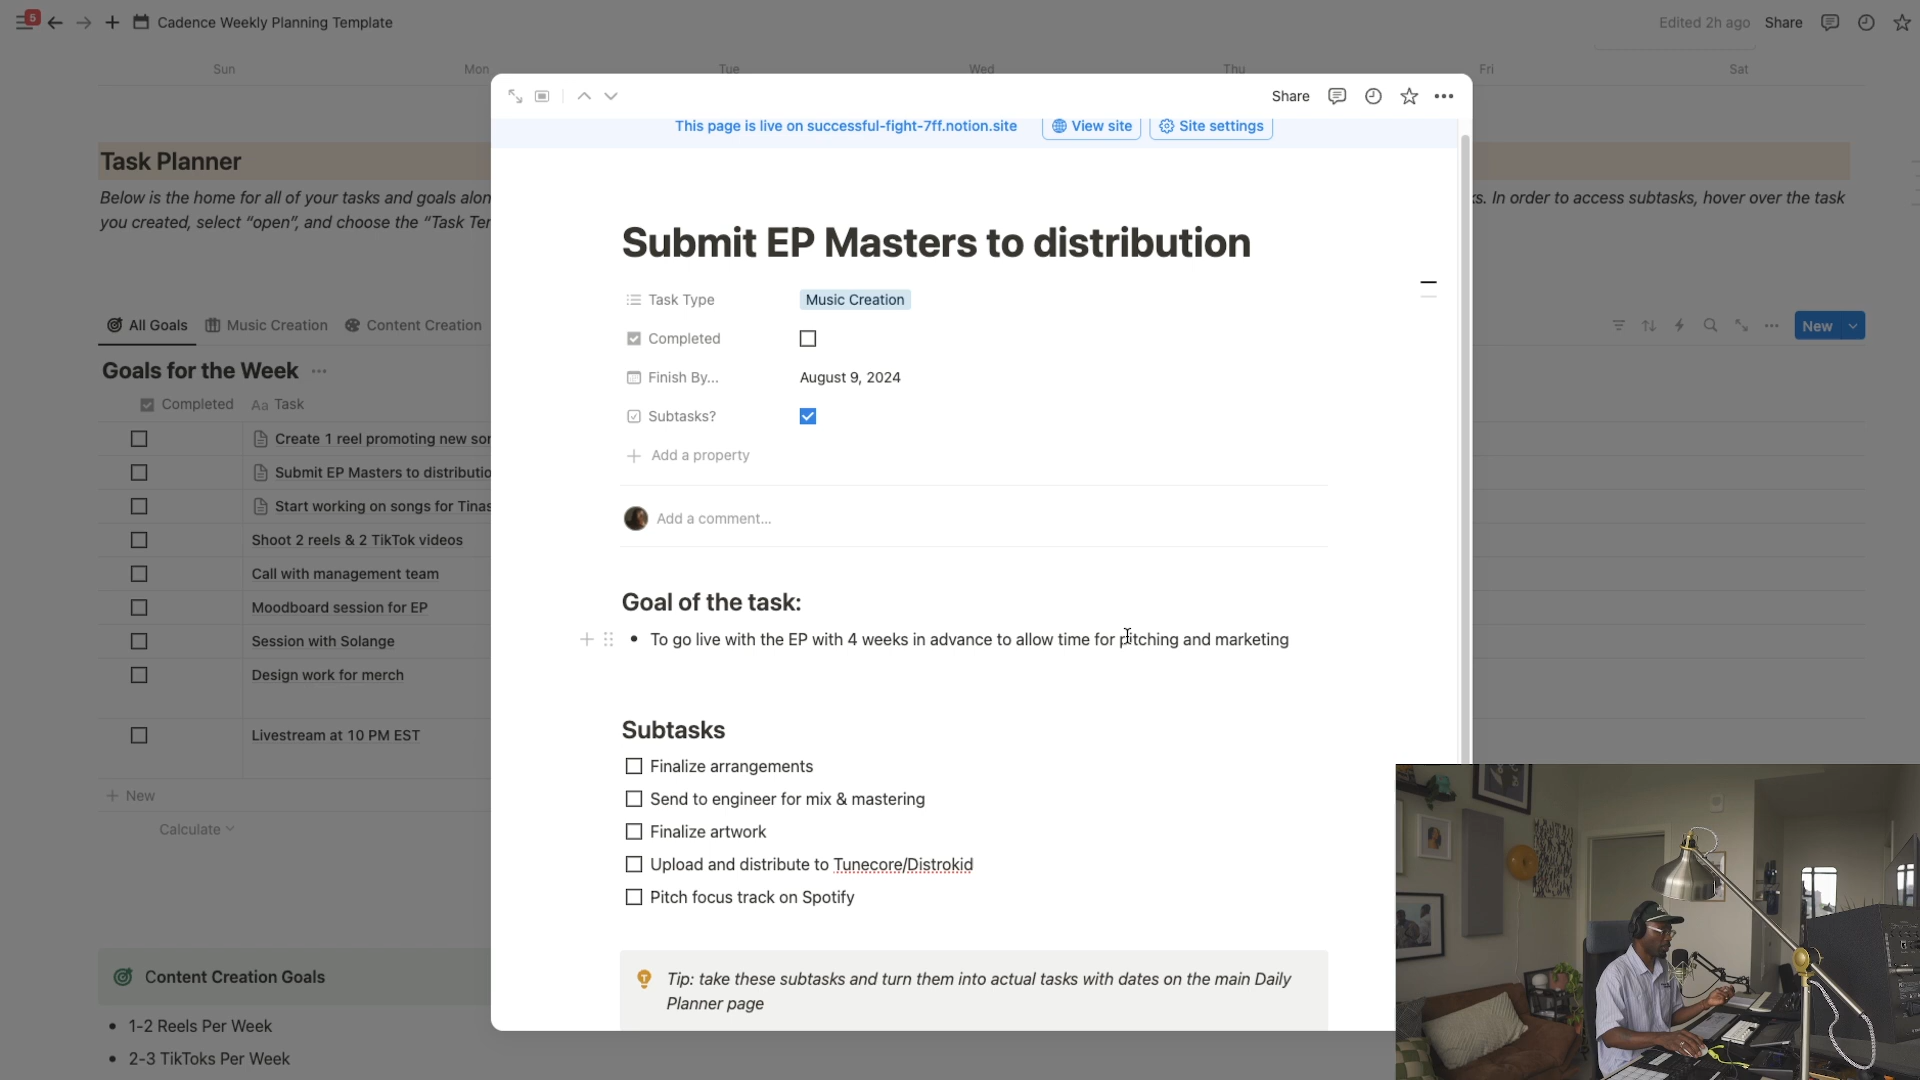 5
Cadence Weekly Planning Template
Edited 2h ago
Share
Sun
Mon
Tue
Wed
Thu
Fri
Sat
Task Planner
Below is the home for all of your tasks and goals alon
ks. In order to access subtasks, hover over the task
you created, select “open”, and choose the “Task Ter
All Goals
Music Creation
Content Creation
New
Goals for the Week
Completed
Aa Task
Create 1 reel promoting new sor
Submit EP Masters to distributio
Start working on songs for Tinas
Shoot 2 reels & 2 TikTok videos
Call with management team
Moodboard session for EP
Session with Solange
Design work for merch
Livestream at 10 PM EST
New
Calculate
Content Creation Goals
1-2 Reels Per Week
2-3 TikToks Per Week
Share
This page is live on successful-fight-7ff.notion.site
View site
Site settings
Submit EP Masters to distribution
Task Type
Music Creation
Completed
Finish By...
August 9, 2024
Subtasks?
Add a property
Add a comment...
Goal of the task:
• To go live with the EP with 4 weeks in advance to allow time for pitching and marketing
Subtasks
Finalize arrangements
Send to engineer for mix & mastering
Finalize artwork
Upload and distribute to Tunecore/Distrokid
Pitch focus track on Spotify
Tip: take these subtasks and turn them into actual tasks with dates on the main Daily
Planner page